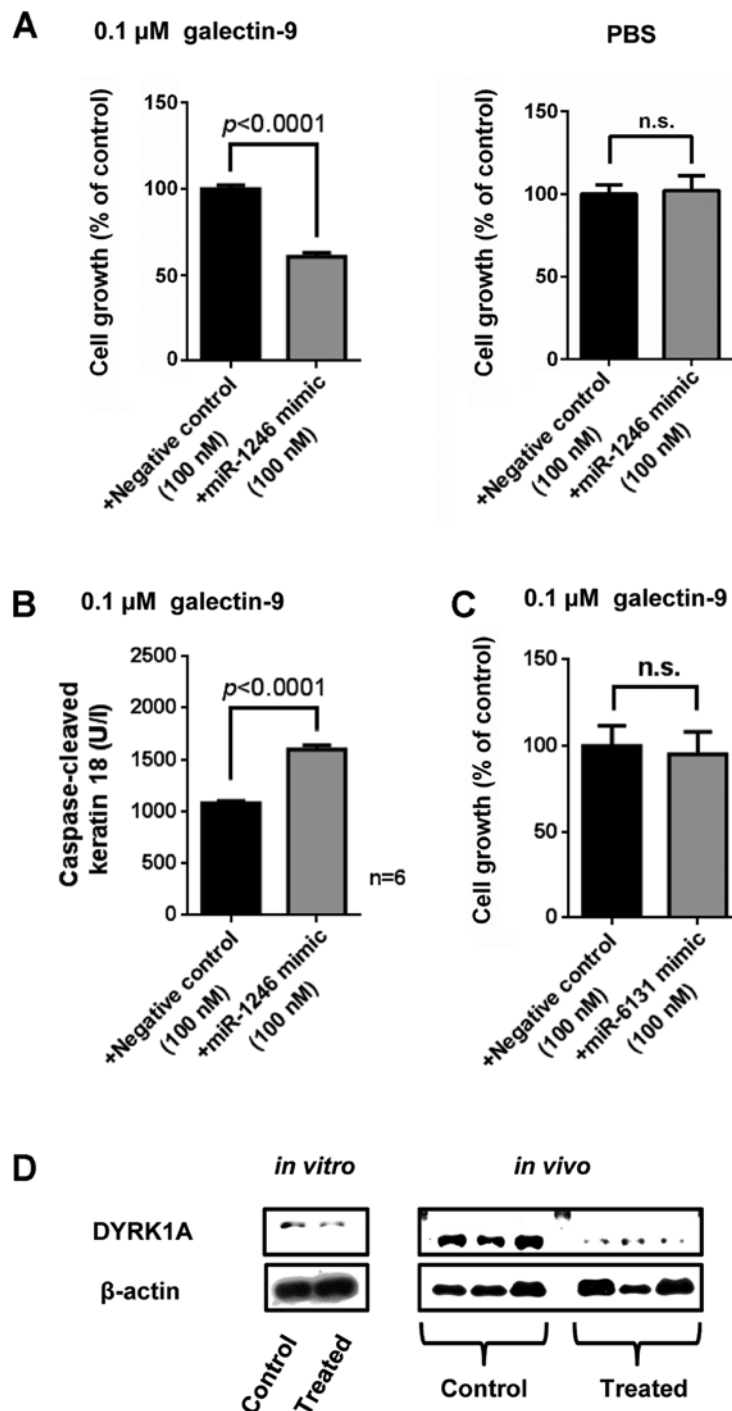 A
0.1 µM galectin-9
PBS
Cell growth (% of control)
150
100
50
0
p<0.0001
+Negative control
(100 nM)
+miR-1246 mimic
(100 nM)
Cell growth (% of control)
150
100
50
0
n.s.
+Negative control
(100 nM)
+miR-1246 mimic
(100 nM)
B
0.1 µM galectin-9
Caspase-cleaved
keratin 18 (U/l)
2500
2000
1500
1000
500
0
p<0.0001
n=6
+Negative control
(100 nM)
+miR-1246 mimic
(100 nM)
C
0.1 µM galectin-9
Cell growth (% of control)
150
100
50
0
n.s.
+Negative control
(100 nM)
+miR-6131 mimic
(100 nM)
D
in vitro
in vivo
DYRK1A
β-actin
Control
Treated
Control
Treated